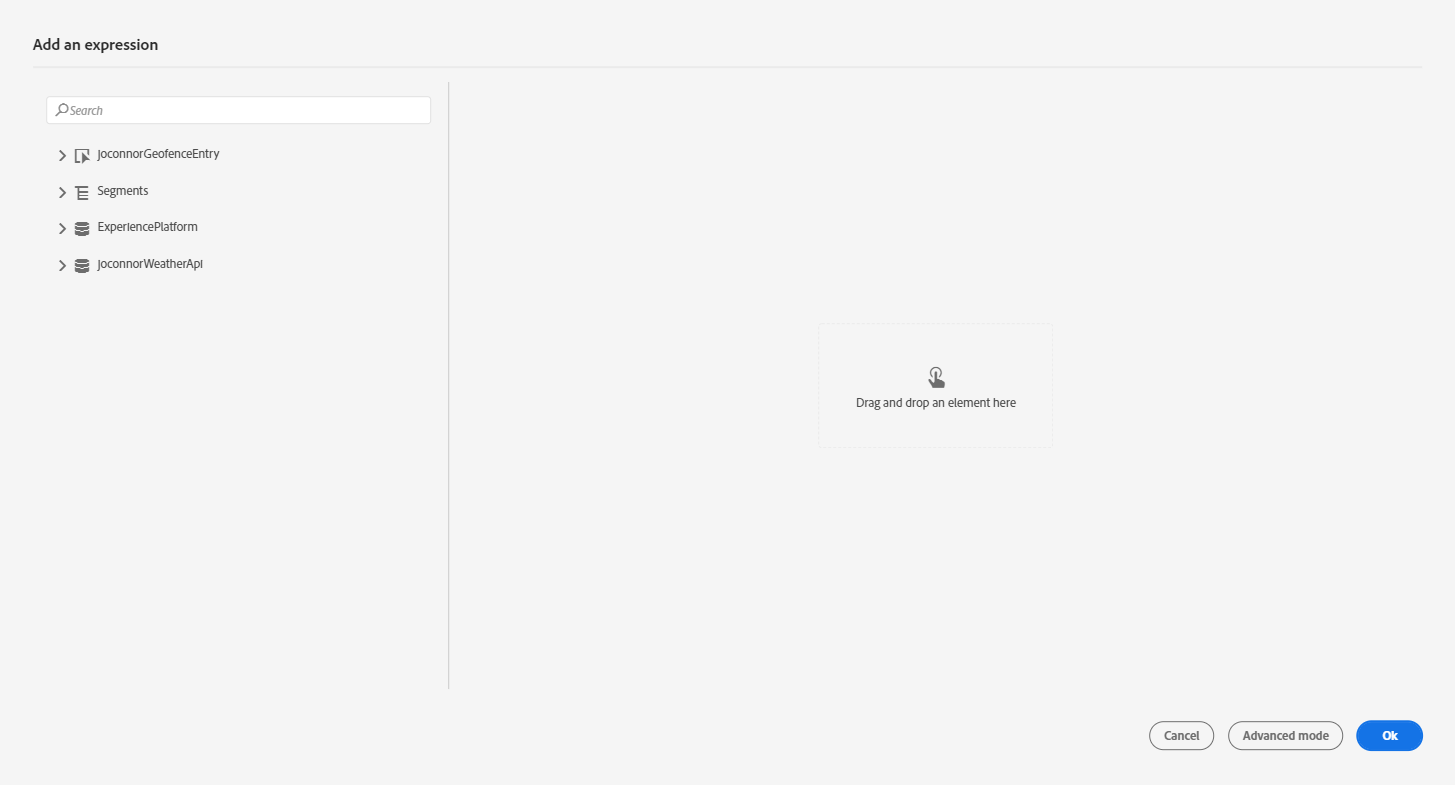 Add an expression
Search
JoconnorGeofenceEntry
Segments
ExperiencePlatform
JoconnorWeatherApi
Drag and drop an element here
Cancel
Advanced mode
Ok